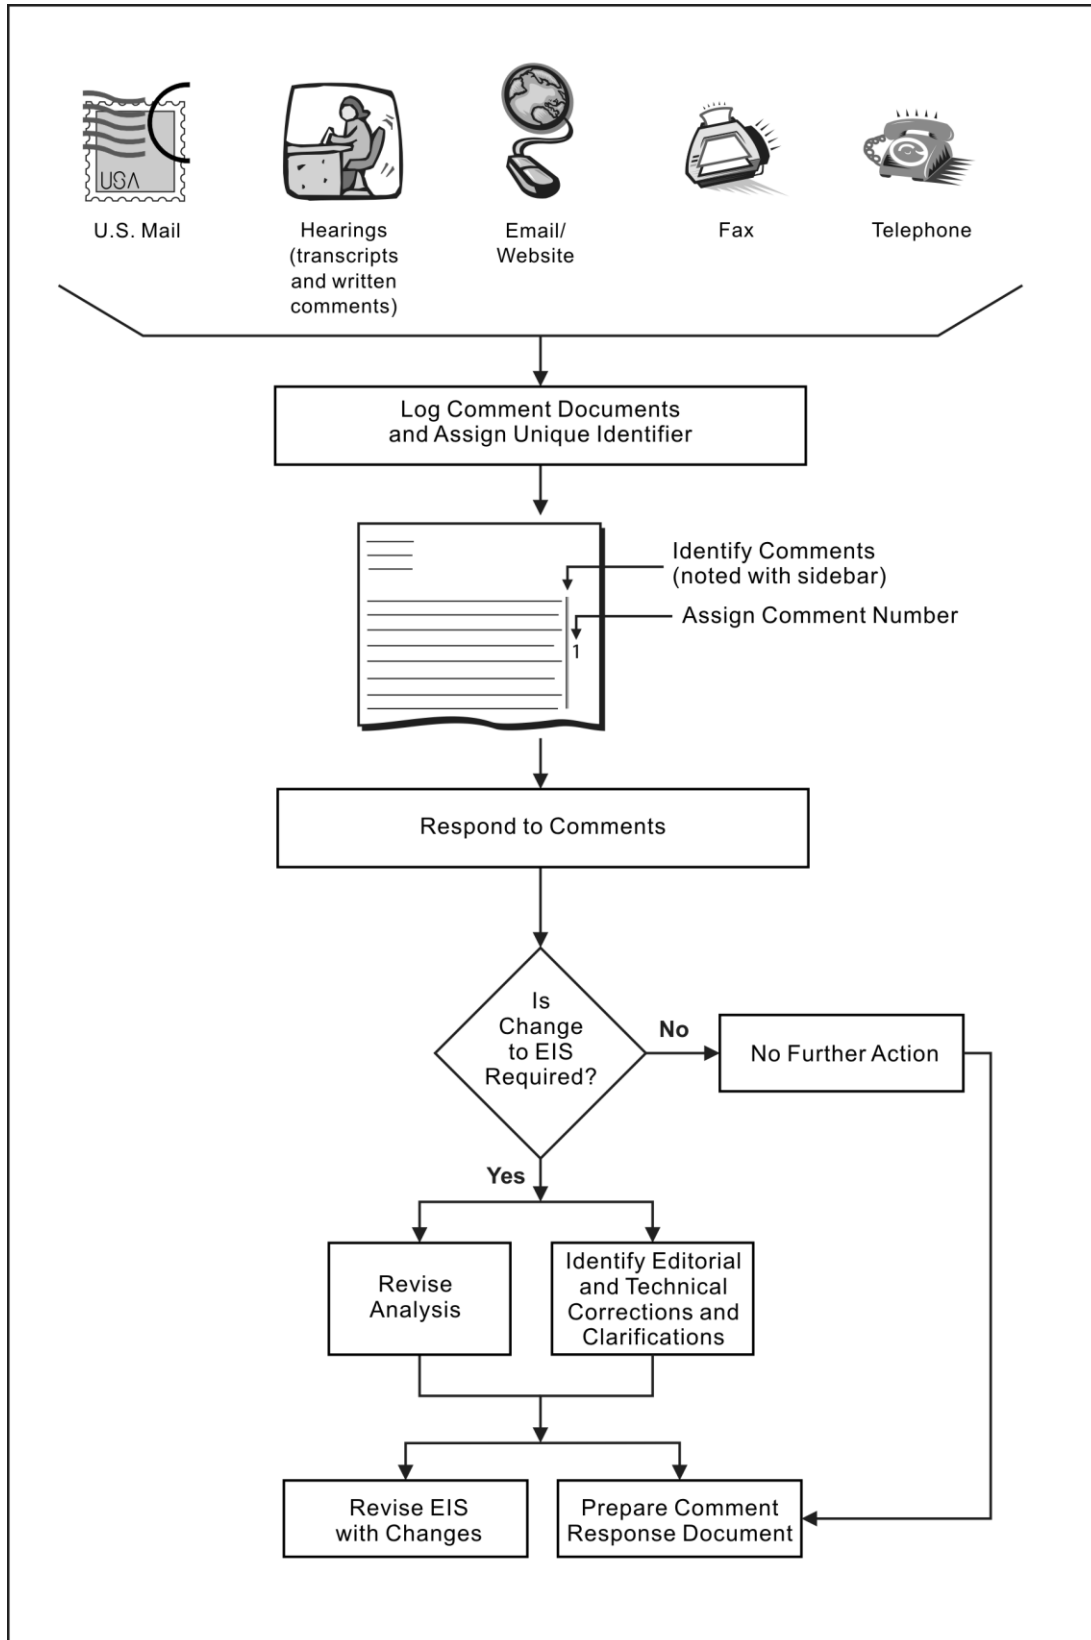 USA
U.S. Mail
Hearings
(transcripts
and written
comments)
Email/
Website
Fax
Telephone
Log Comment Documents
and Assign Unique Identifier
Identify Comments
(noted with sidebar)
Assign Comment Number
1
Respond to Comments
Is
Change
to EIS
Required?
No
No Further Action
Yes
Revise
Analysis
Identify Editorial
and Technical
Corrections and
Clarifications
Revise EIS
with Changes
Prepare Comment
Response Document